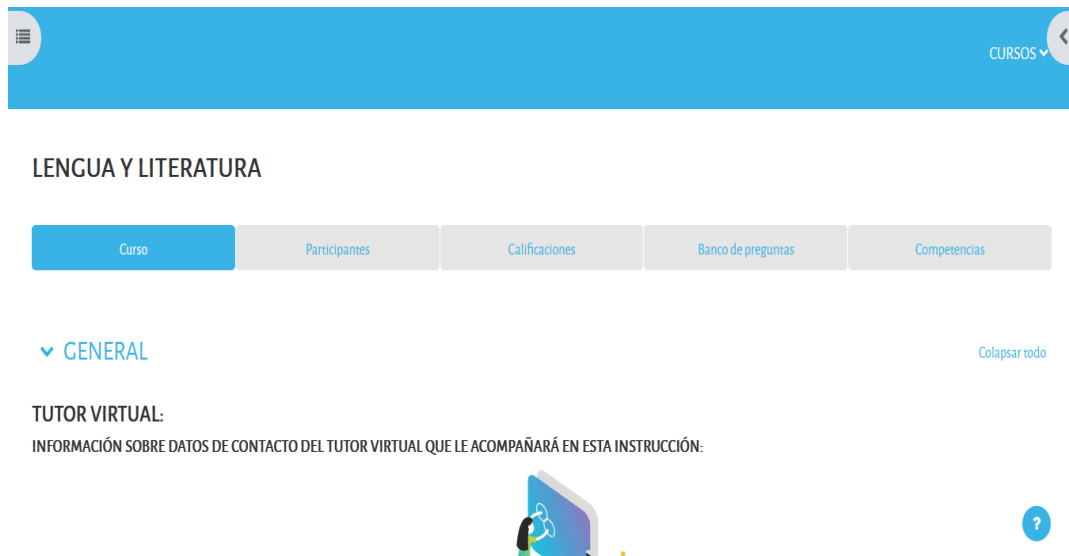 CURSOS
LENGUA Y LITERATURA
Curso
Participantes
Calificaciones
Banco de preguntas
Competencias
GENERAL
Colapsar todo
TUTOR VIRTUAL:
INFORMACIÓN SOBRE DATOS DE CONTACTO DEL TUTOR VIRTUAL QUE LE ACOMPAÑARÁ EN ESTA INSTRUCCIÓN:
?